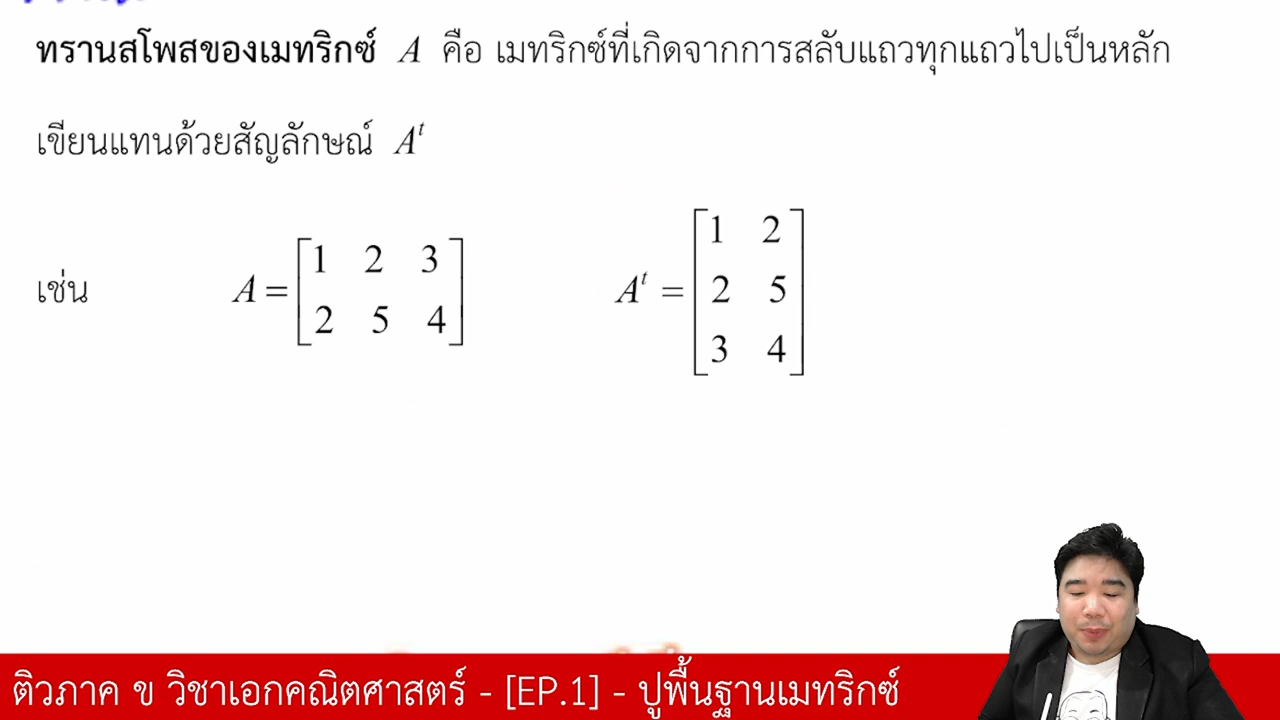 ทรานสโพสของเมทริกซ์ A คือ เมทริกซ์ที่เกิดจากการสลับแถวทุกแถวไปเป็นหลัก
เขียนแทนด้วยสัญลักษณ์ Aᵗ
เช่น A = [1 2 3
2 5 4]
Aᵗ = [1 2
2 5
3 4]
ติวภาค ข วิชาเอกคณิตศาสตร์ - [EP.1] - ปูพื้นฐานเมทริกซ์